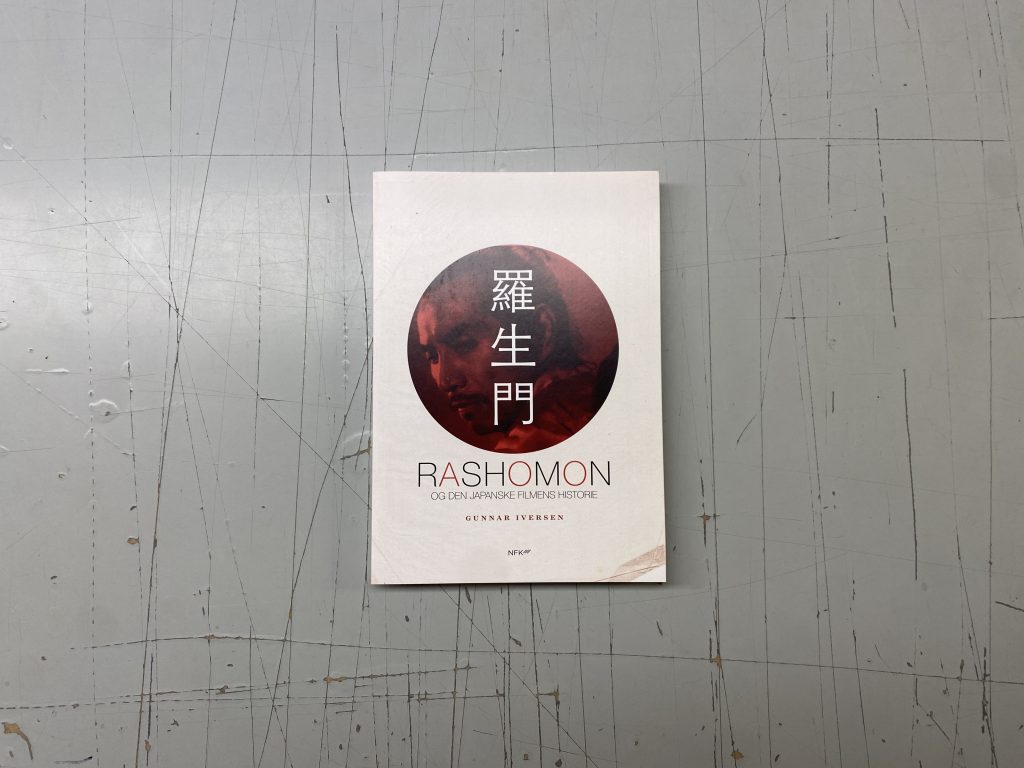 羅
生
門
RASHOMON
OG DEN JAPANSKE FILMENS HISTORIE
GUNNAR IVERSEN
NFK